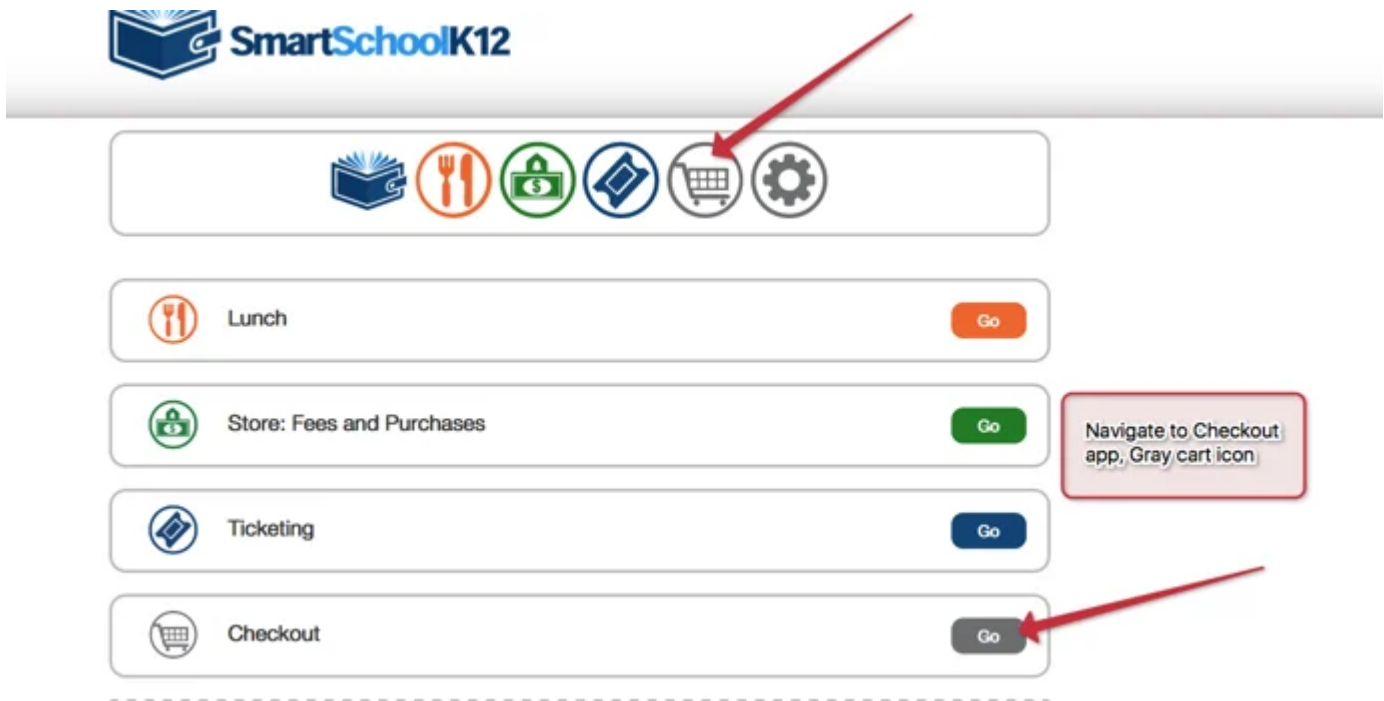 SmartSchoolK12
$
Lunch
Go
$
Store: Fees and Purchases
Go
Navigate to Checkout
app, Gray cart icon
Ticketing
Go
Checkout
Go